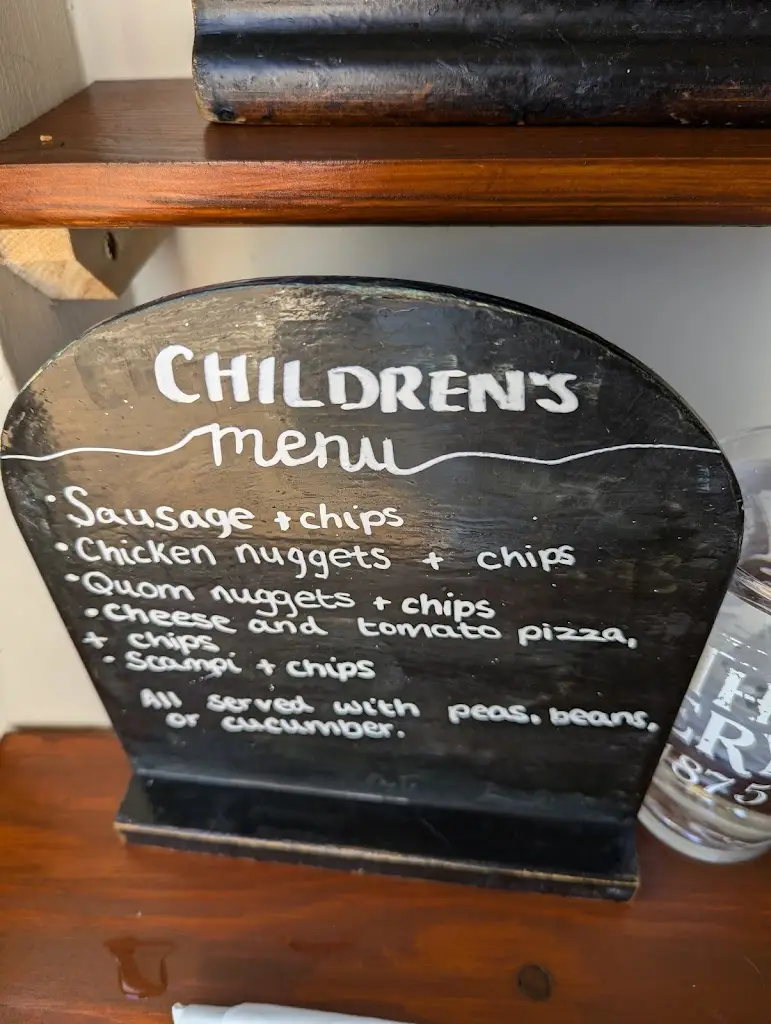 CHILDREN'S
menu
• Sausage + chips
• Chicken nuggets + chips
• Quorn nuggets + chips
• Cheese and tomato pizza,
+ chips
• Scampi + chips
All served with peas, beans,
or cucumber.
1875